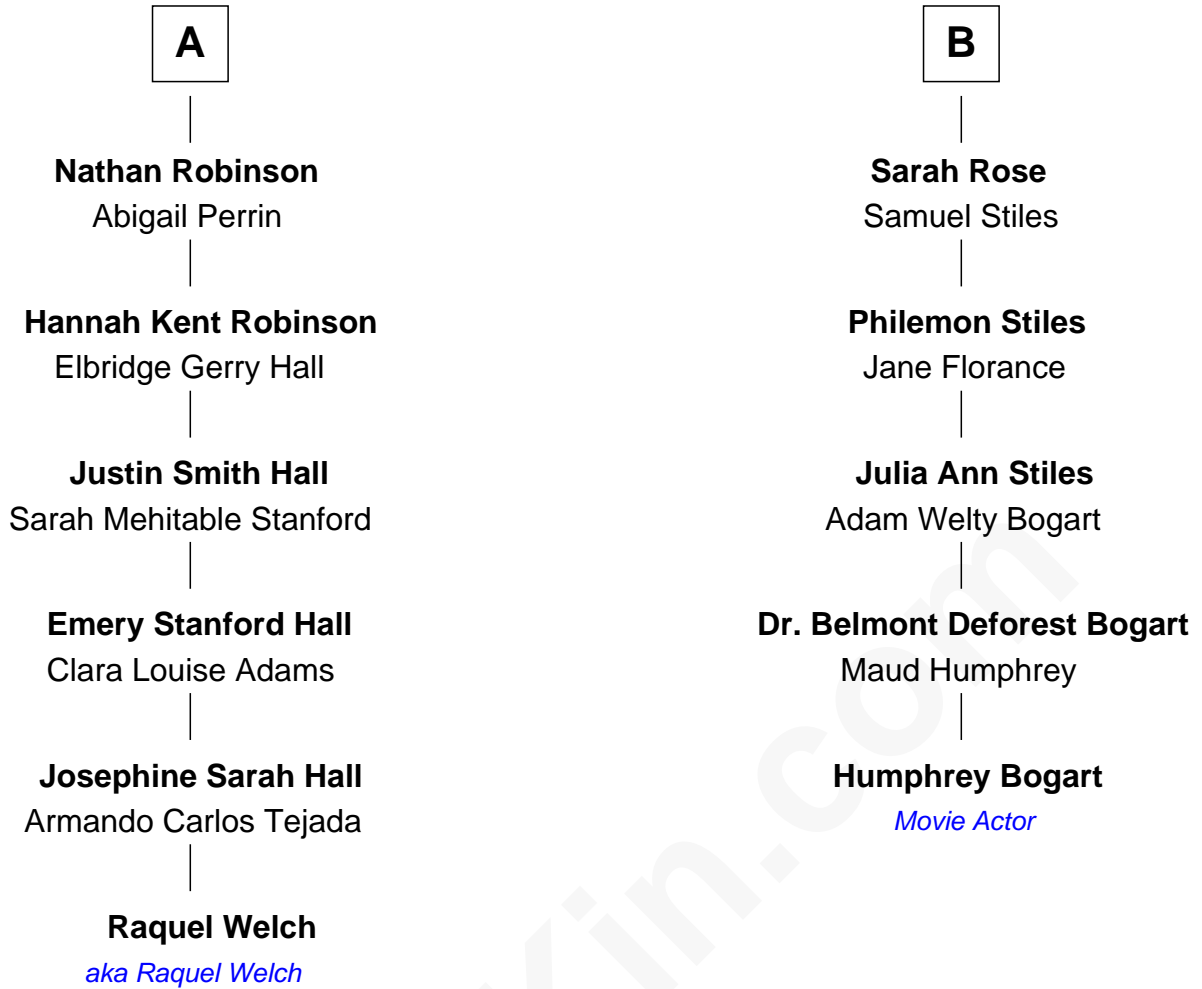 A
Nathan Robinson
Abigail Perrin
Hannah Kent Robinson
Elbridge Gerry Hall
Justin Smith Hall
Sarah Mehitable Stanford
Emery Stanford Hall
Clara Louise Adams
Josephine Sarah Hall
Armando Carlos Tejada
Raquel Welch
aka Raquel Welch
B
Sarah Rose
Samuel Stiles
Philemon Stiles
Jane Florance
Julia Ann Stiles
Adam Welty Bogart
Dr. Belmont Deforest Bogart
Maud Humphrey
Humphrey Bogart
Movie Actor
Kin.com